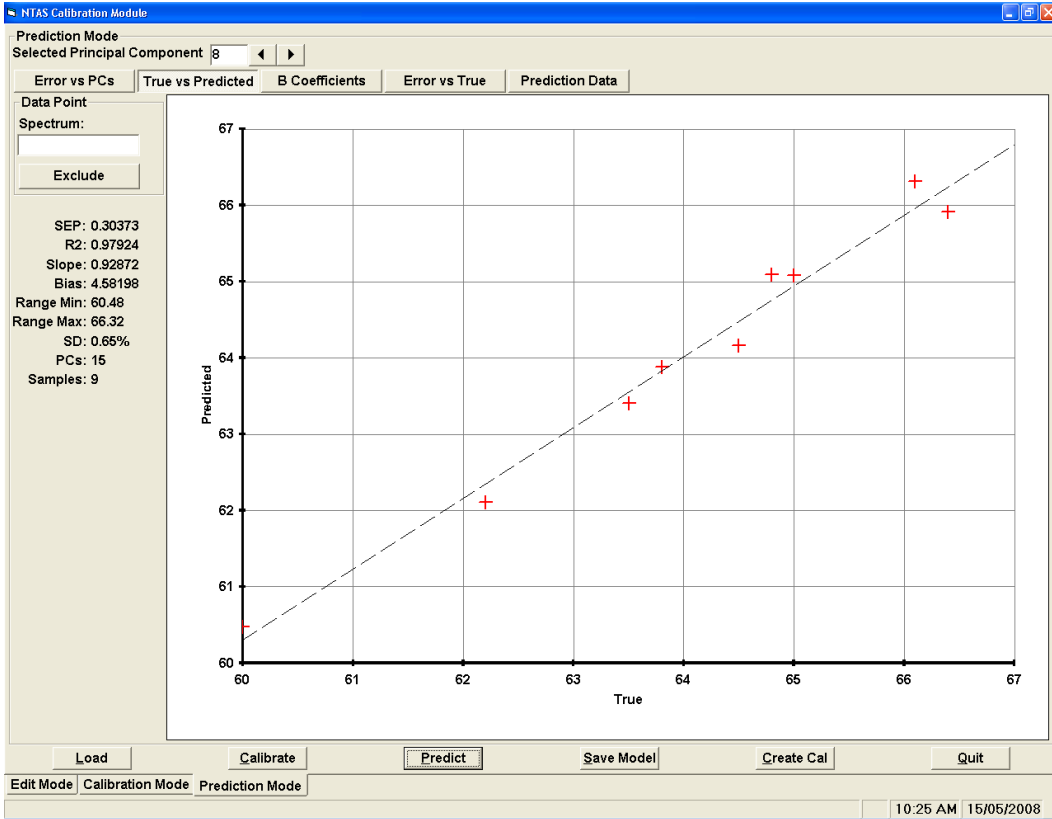 NTAS Calibration Module
Prediction Mode
Selected Principal Component 8
Error vs PCs
True vs Predicted
B Coefficients
Error vs True
Prediction Data
Data Point
Spectrum:
Exclude
SEP: 0.30373
R2: 0.97924
Slope: 0.92872
Bias: 4.58198
Range Min: 60.48
Range Max: 66.32
SD: 0.65%
PCs: 15
Samples: 9
67
66
65
64
63
62
61
60
Predicted
60 61 62 63 64 65 66 67
True
Load
Calibrate
Predict
Save Model
Create Cal
Quit
Edit Mode
Calibration Mode
Prediction Mode
10:25 AM 15/05/2008